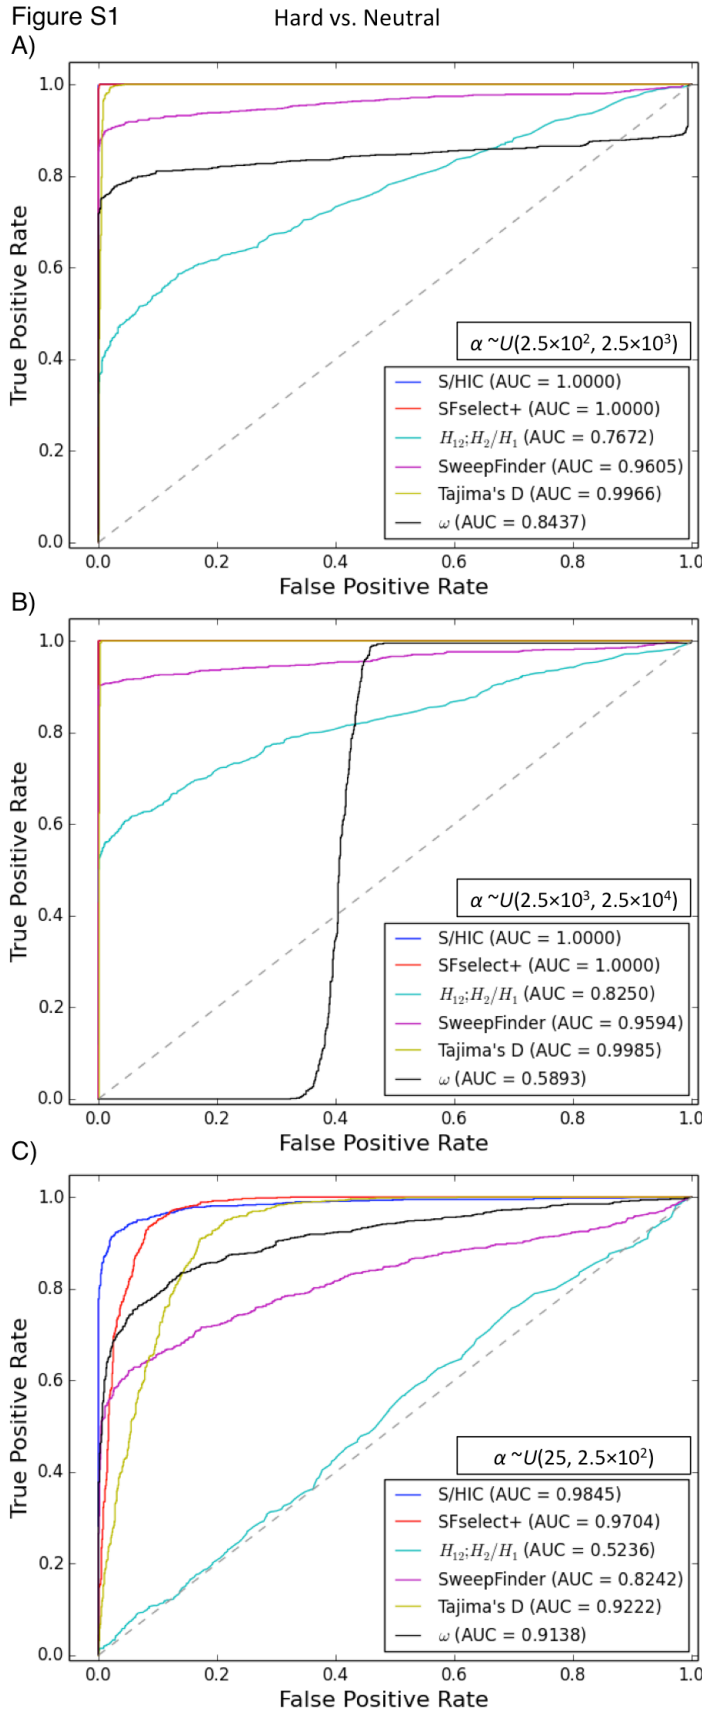 Figure S1
Hard vs. Neutral
A)
1.0
0.8
0.6
0.4
0.2
0.0
True Positive Rate
α ~U(2.5×10², 2.5×10³)
S/HIC (AUC = 1.0000)
SFselect+ (AUC = 1.0000)
H₁₂;H₂/H₁ (AUC = 0.7672)
SweepFinder (AUC = 0.9605)
Tajima's D (AUC = 0.9966)
ω (AUC = 0.8437)
0.0 0.2 0.4 0.6 0.8 1.0
False Positive Rate
B)
1.0
0.8
0.6
0.4
0.2
0.0
True Positive Rate
α ~U(2.5×10³, 2.5×10⁴)
S/HIC (AUC = 1.0000)
SFselect+ (AUC = 1.0000)
H₁₂;H₂/H₁ (AUC = 0.8250)
SweepFinder (AUC = 0.9594)
Tajima's D (AUC = 0.9985)
ω (AUC = 0.5893)
0.0 0.2 0.4 0.6 0.8 1.0
False Positive Rate
C)
1.0
0.8
0.6
0.4
0.2
0.0
True Positive Rate
α ~U(25, 2.5×10²)
S/HIC (AUC = 0.9845)
SFselect+ (AUC = 0.9704)
H₁₂;H₂/H₁ (AUC = 0.5236)
SweepFinder (AUC = 0.8242)
Tajima's D (AUC = 0.9222)
ω (AUC = 0.9138)
0.0 0.2 0.4 0.6 0.8 1.0
False Positive Rate